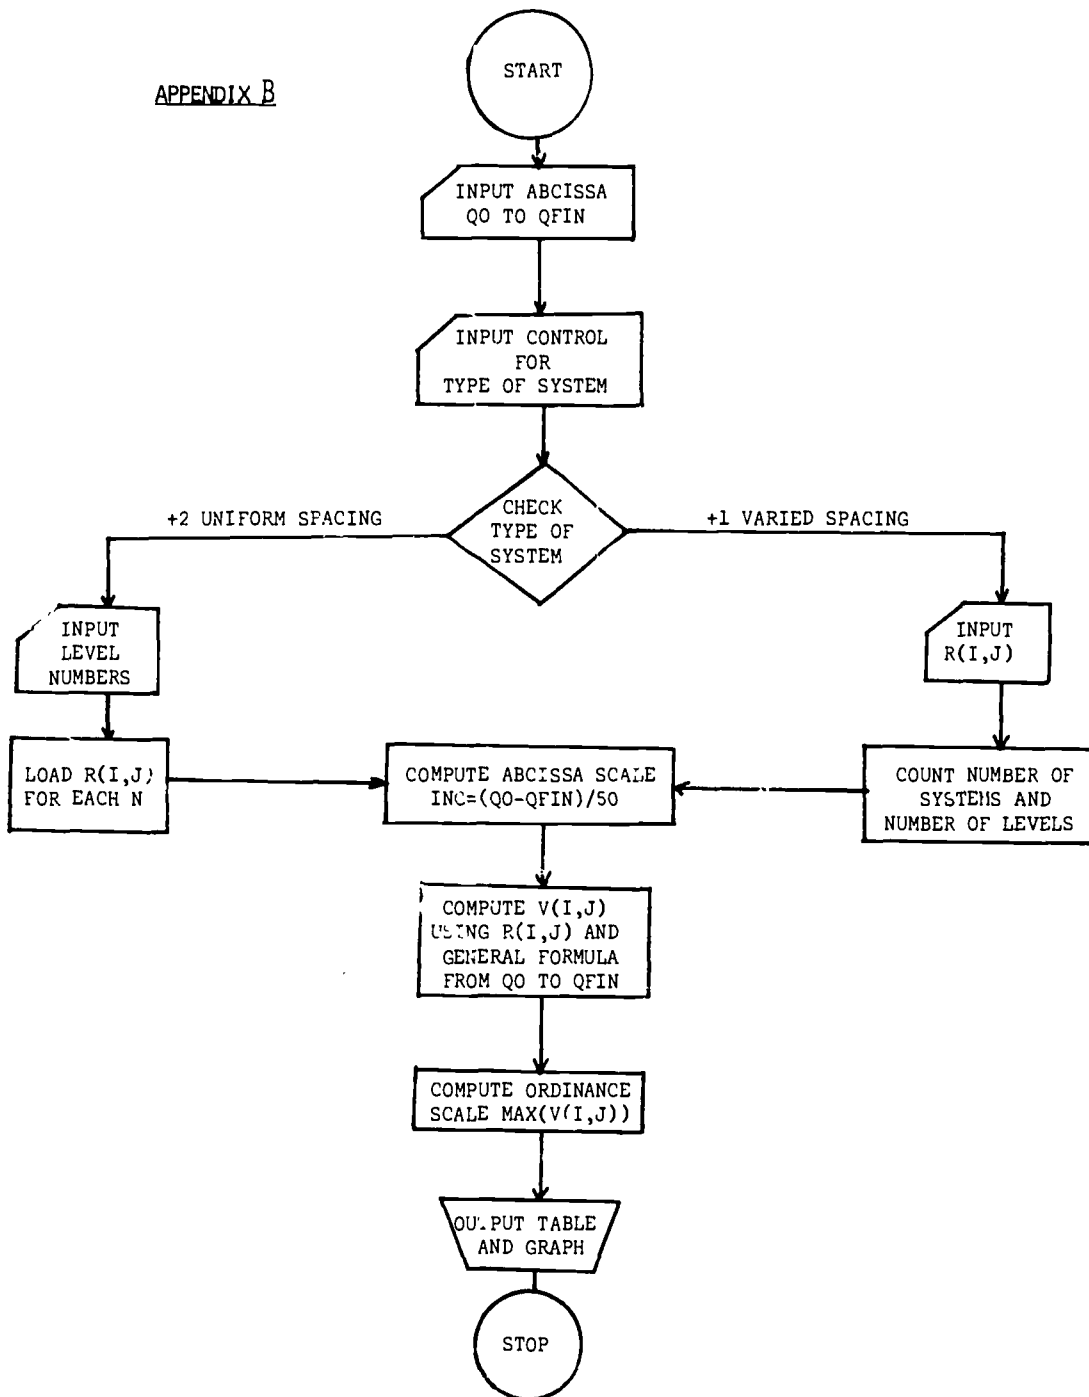 APPENDIX B
START
INPUT ABCISSA
QO TO QFIN
INPUT CONTROL
FOR
TYPE OF SYSTEM
CHECK
TYPE OF
SYSTEM
+2 UNIFORM SPACING
+1 VARIED SPACING
INPUT
LEVEL
NUMBERS
INPUT
R(I,J)
LOAD R(I,J)
FOR EACH N
COMPUTE ABCISSA SCALE
INC=(QO-QFIN)/50
COUNT NUMBER OF
SYSTEMS AND
NUMBER OF LEVELS
COMPUTE V(I,J)
USING R(I,J) AND
GENERAL FORMULA
FROM QO TO QFIN
COMPUTE ORDINANCE
SCALE MAX(V(I,J))
OUTPUT TABLE
AND GRAPH
STOP